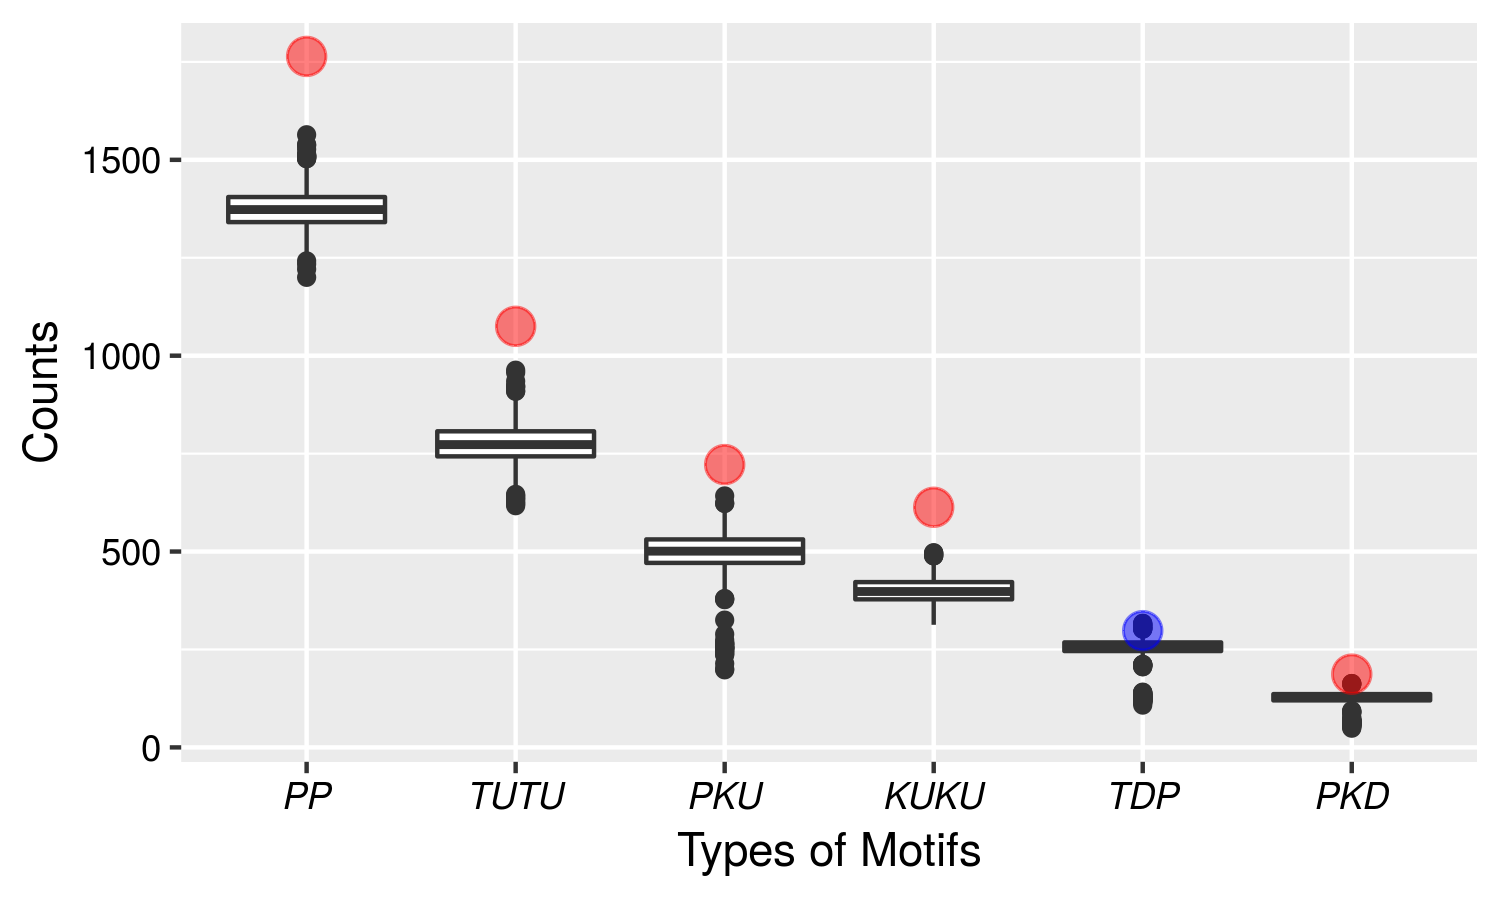 1500
1000
500
0
Counts
PP TUTU PKU KUKU TDP PKD
Types of Motifs